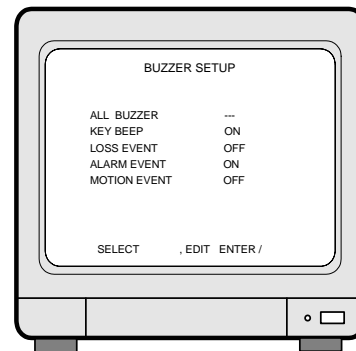 BUZZER SETUP
ALL BUZZER ---
KEY BEEP ON
LOSS EVENT OFF
ALARM EVENT ON
MOTION EVENT OFF
SELECT , EDIT ENTER /